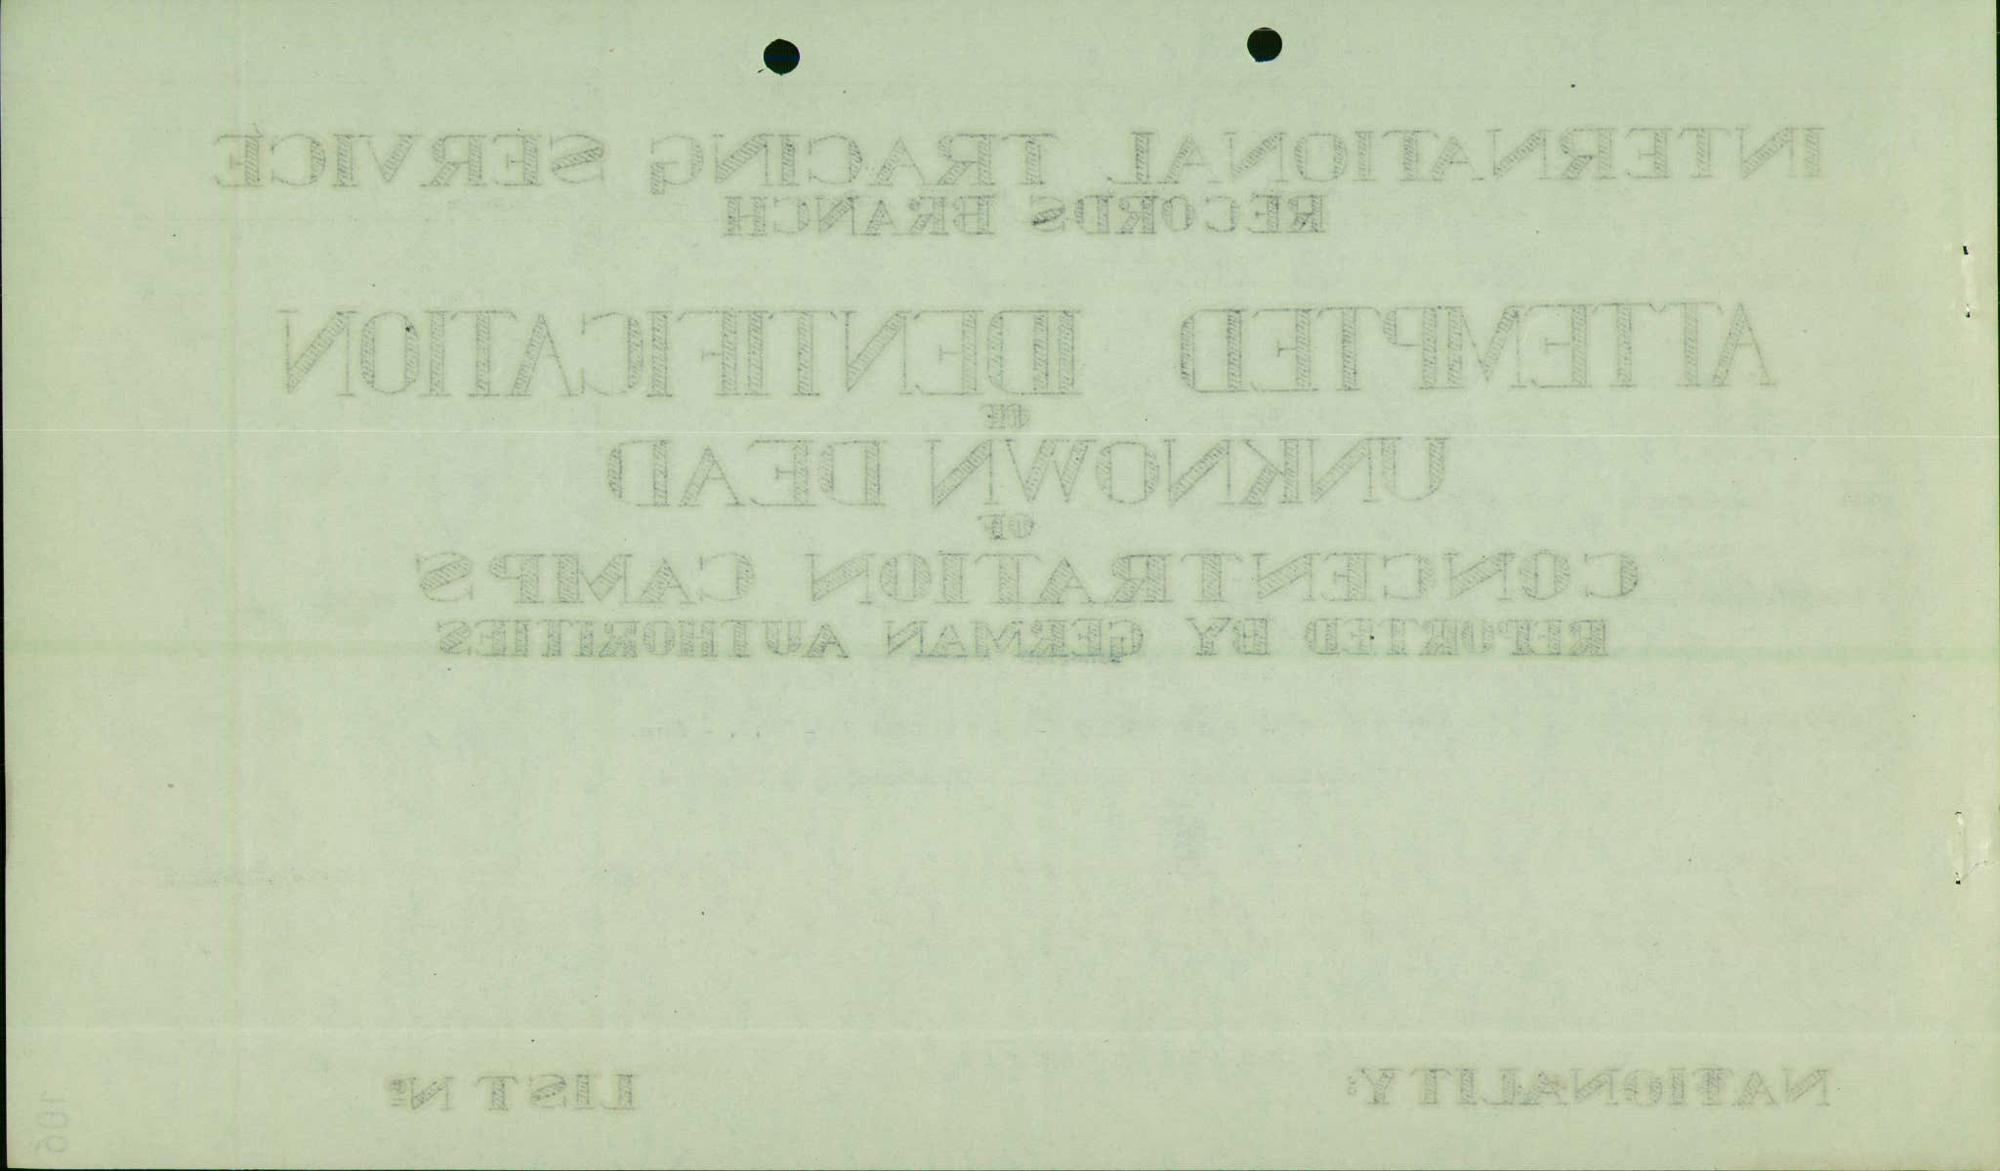 INTERNATIONAL TRACING SERVICE
RECORDS BRANCH
ATTEMPTED IDENTIFICATION
OF
UNKNOWN DEAD
OF
CONCENTRATION CAMPS
REPORTED BY GERMAN AUTHORITIES
NATIONALITY: LIST Nº
106